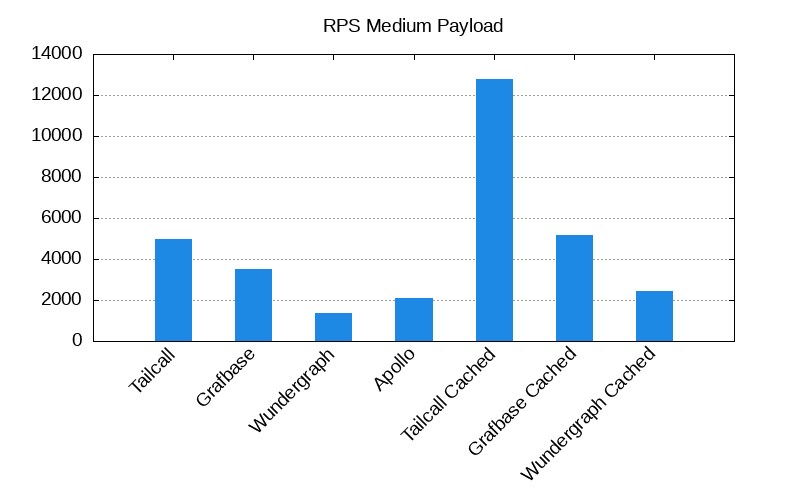 RPS Medium Payload
14000
12000
10000
8000
6000
4000
2000
0
Tailcall
Grafbase
Wundergraph
Apollo
Tailcall Cached
Grafbase Cached
Wundergraph Cached